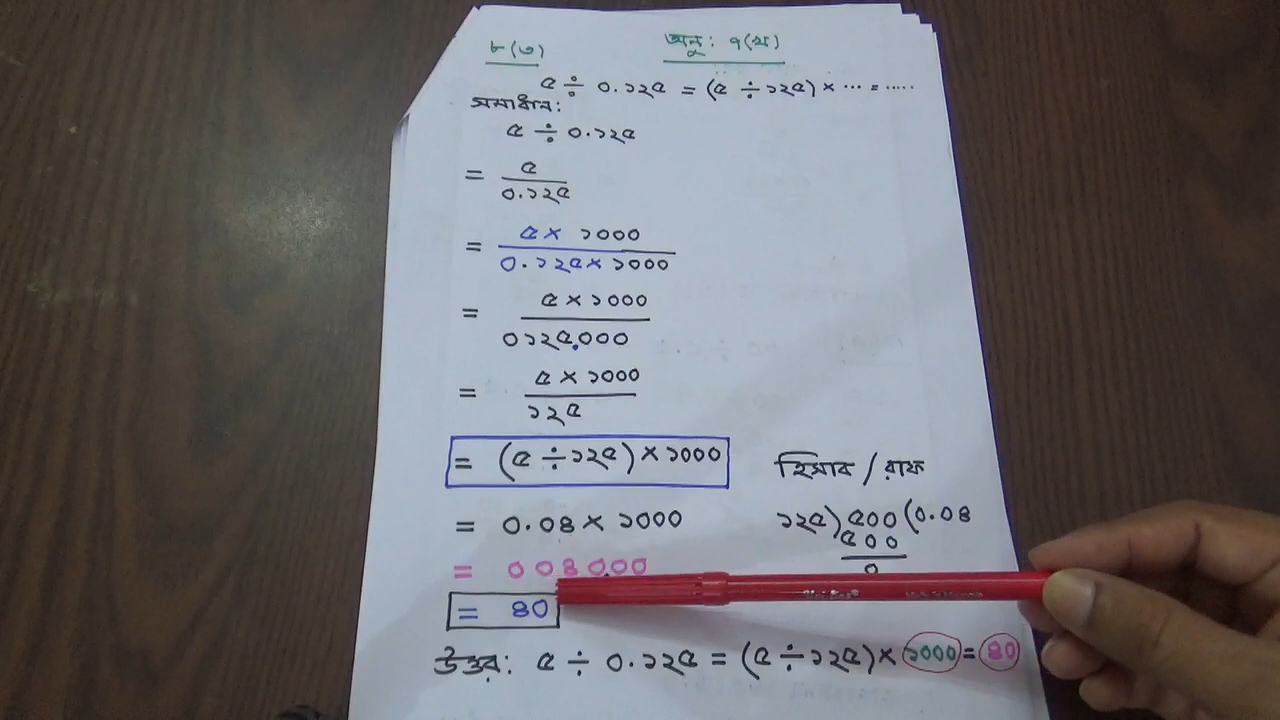 ৮(৩) অনু: ৭(খ)
৫ ÷ ০.১২৫ = (৫ ÷ ১২৫) × ... = .....
সমাধান:
৫ ÷ ০.১২৫
= ৫
০.১২৫
= ৫ × ১০০০
০.১২৫ × ১০০০
= ৫ × ১০০০
০১২৫.০০০
= ৫ × ১০০০
১২৫
= (৫ ÷ ১২৫) × ১০০০
হিসাব / রাফ
= ০.০৪ × ১০০০
১২৫) ৫০০ (০.০৪
৫০০
০
= ০০৪০.০০
= ৪০
উত্তর: ৫ ÷ ০.১২৫ = (৫ ÷ ১২৫) × ১০০০ = ৪০